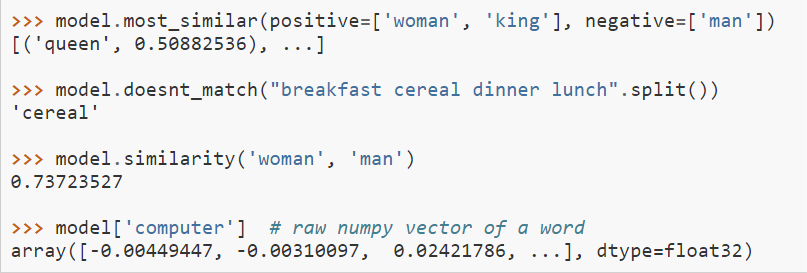 >>> model.most_similar(positive=['woman', 'king'], negative=['man'])
[('queen', 0.50882536), ...]
>>> model.doesnt_match("breakfast cereal dinner lunch".split())
'cereal'
>>> model.similarity('woman', 'man')
0.73723527
>>> model['computer']  # raw numpy vector of a word
array([-0.00449447, -0.00310097,  0.02421786, ...], dtype=float32)